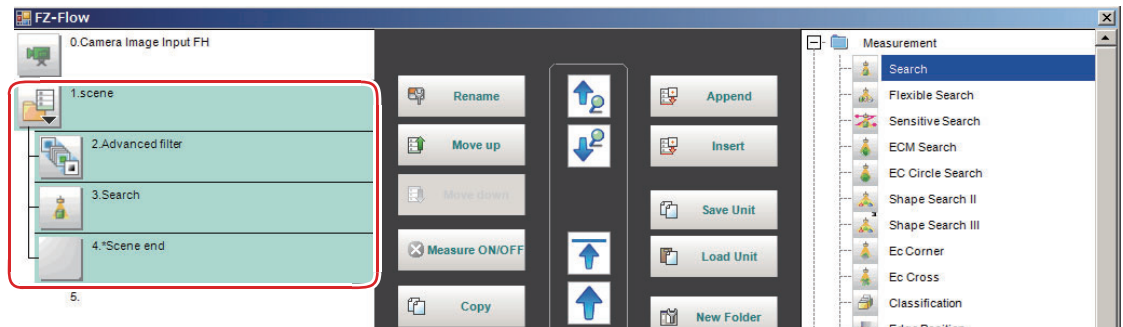 FZ-Flow
0.Camera Image Input FH
1.scene
2.Advanced filter
3.Search
4.*Scene end
5.
Rename
Move up
Move down
Measure ON/OFF
Copy
Append
Insert
Save Unit
Load Unit
New Folder
Measurement
Search
Flexible Search
Sensitive Search
ECM Search
EC Circle Search
Shape Search II
Shape Search III
Ec Corner
Ec Cross
Classification
Edge Position